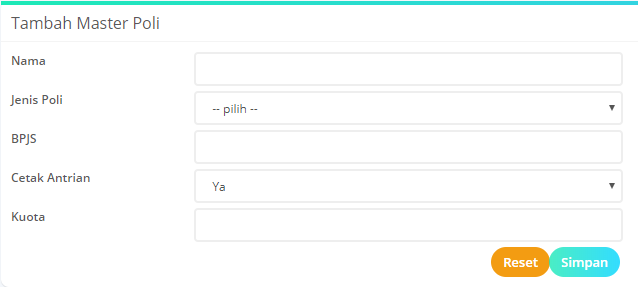 Tambah Master Poli
Nama
Jenis Poli
-- pilih --
BPJS
Cetak Antrian
Ya
Kuota
Reset Simpan